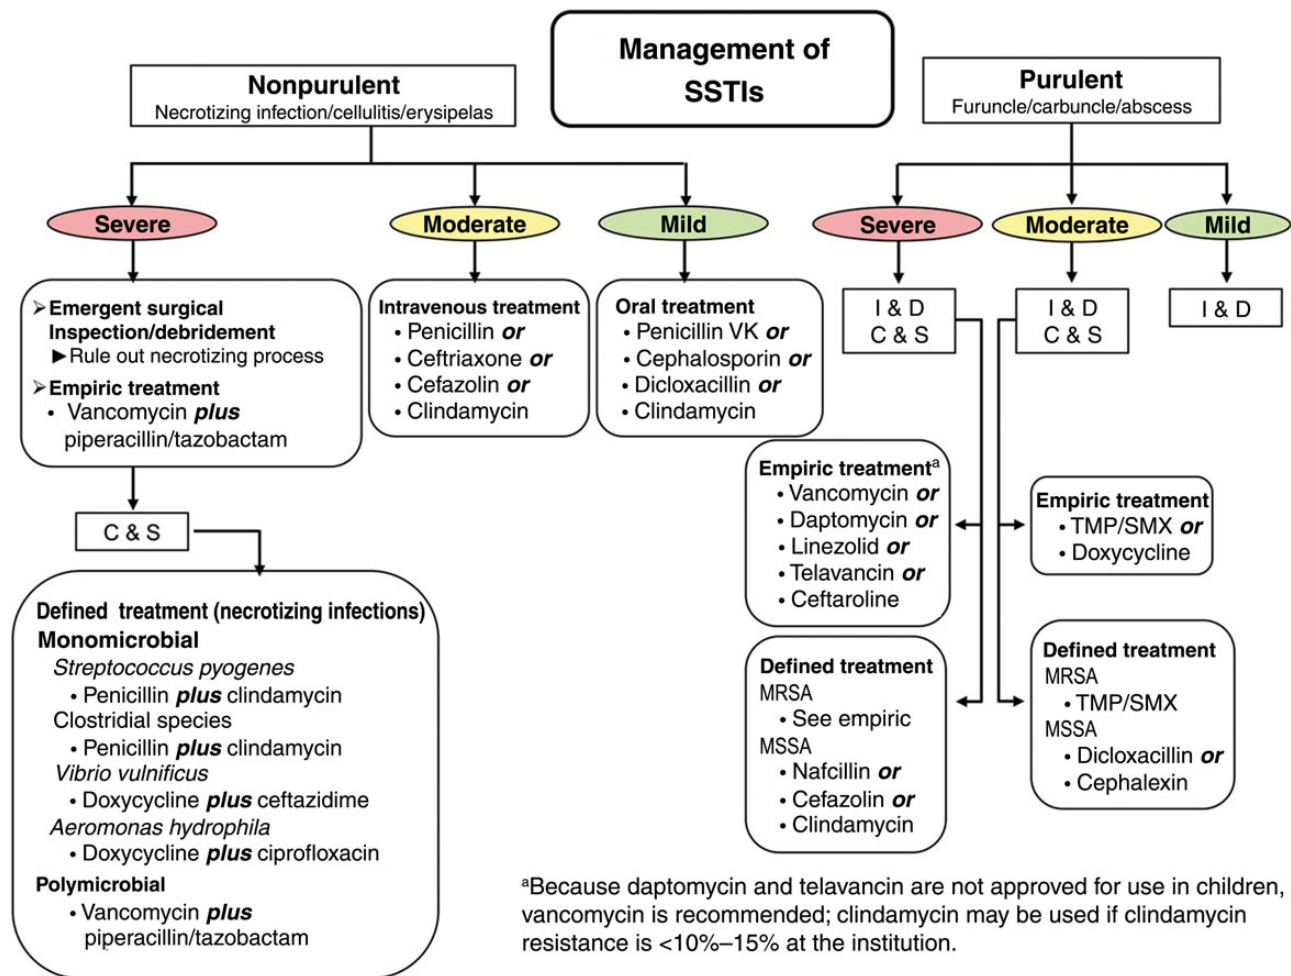 Management of
SSTIs
Nonpurulent
Necrotizing infection/cellulitis/erysipelas
Severe
➢Emergent surgical
Inspection/debridement
▶Rule out necrotizing process
➢Empiric treatment
• Vancomycin plus
piperacillin/tazobactam
C & S
Defined treatment (necrotizing infections)
Monomicrobial
Streptococcus pyogenes
• Penicillin plus clindamycin
Clostridial species
• Penicillin plus clindamycin
Vibrio vulnificus
• Doxycycline plus ceftazidime
Aeromonas hydrophila
• Doxycycline plus ciprofloxacin
Polymicrobial
• Vancomycin plus
piperacillin/tazobactam
Moderate
Intravenous treatment
• Penicillin or
• Ceftriaxone or
• Cefazolin or
• Clindamycin
Mild
Oral treatment
• Penicillin VK or
• Cephalosporin or
• Dicloxacillin or
• Clindamycin
Purulent
Furuncle/carbuncle/abscess
Severe
I & D
C & S
Empiric treatmentᵃ
• Vancomycin or
• Daptomycin or
• Linezolid or
• Telavancin or
• Ceftaroline
Defined treatment
MRSA
• See empiric
MSSA
• Nafcillin or
• Cefazolin or
• Clindamycin
Moderate
I & D
C & S
Empiric treatment
• TMP/SMX or
• Doxycycline
Defined treatment
MRSA
• TMP/SMX
MSSA
• Dicloxacillin or
• Cephalexin
Mild
I & D
ᵃBecause daptomycin and telavancin are not approved for use in children,
vancomycin is recommended; clindamycin may be used if clindamycin
resistance is <10%–15% at the institution.